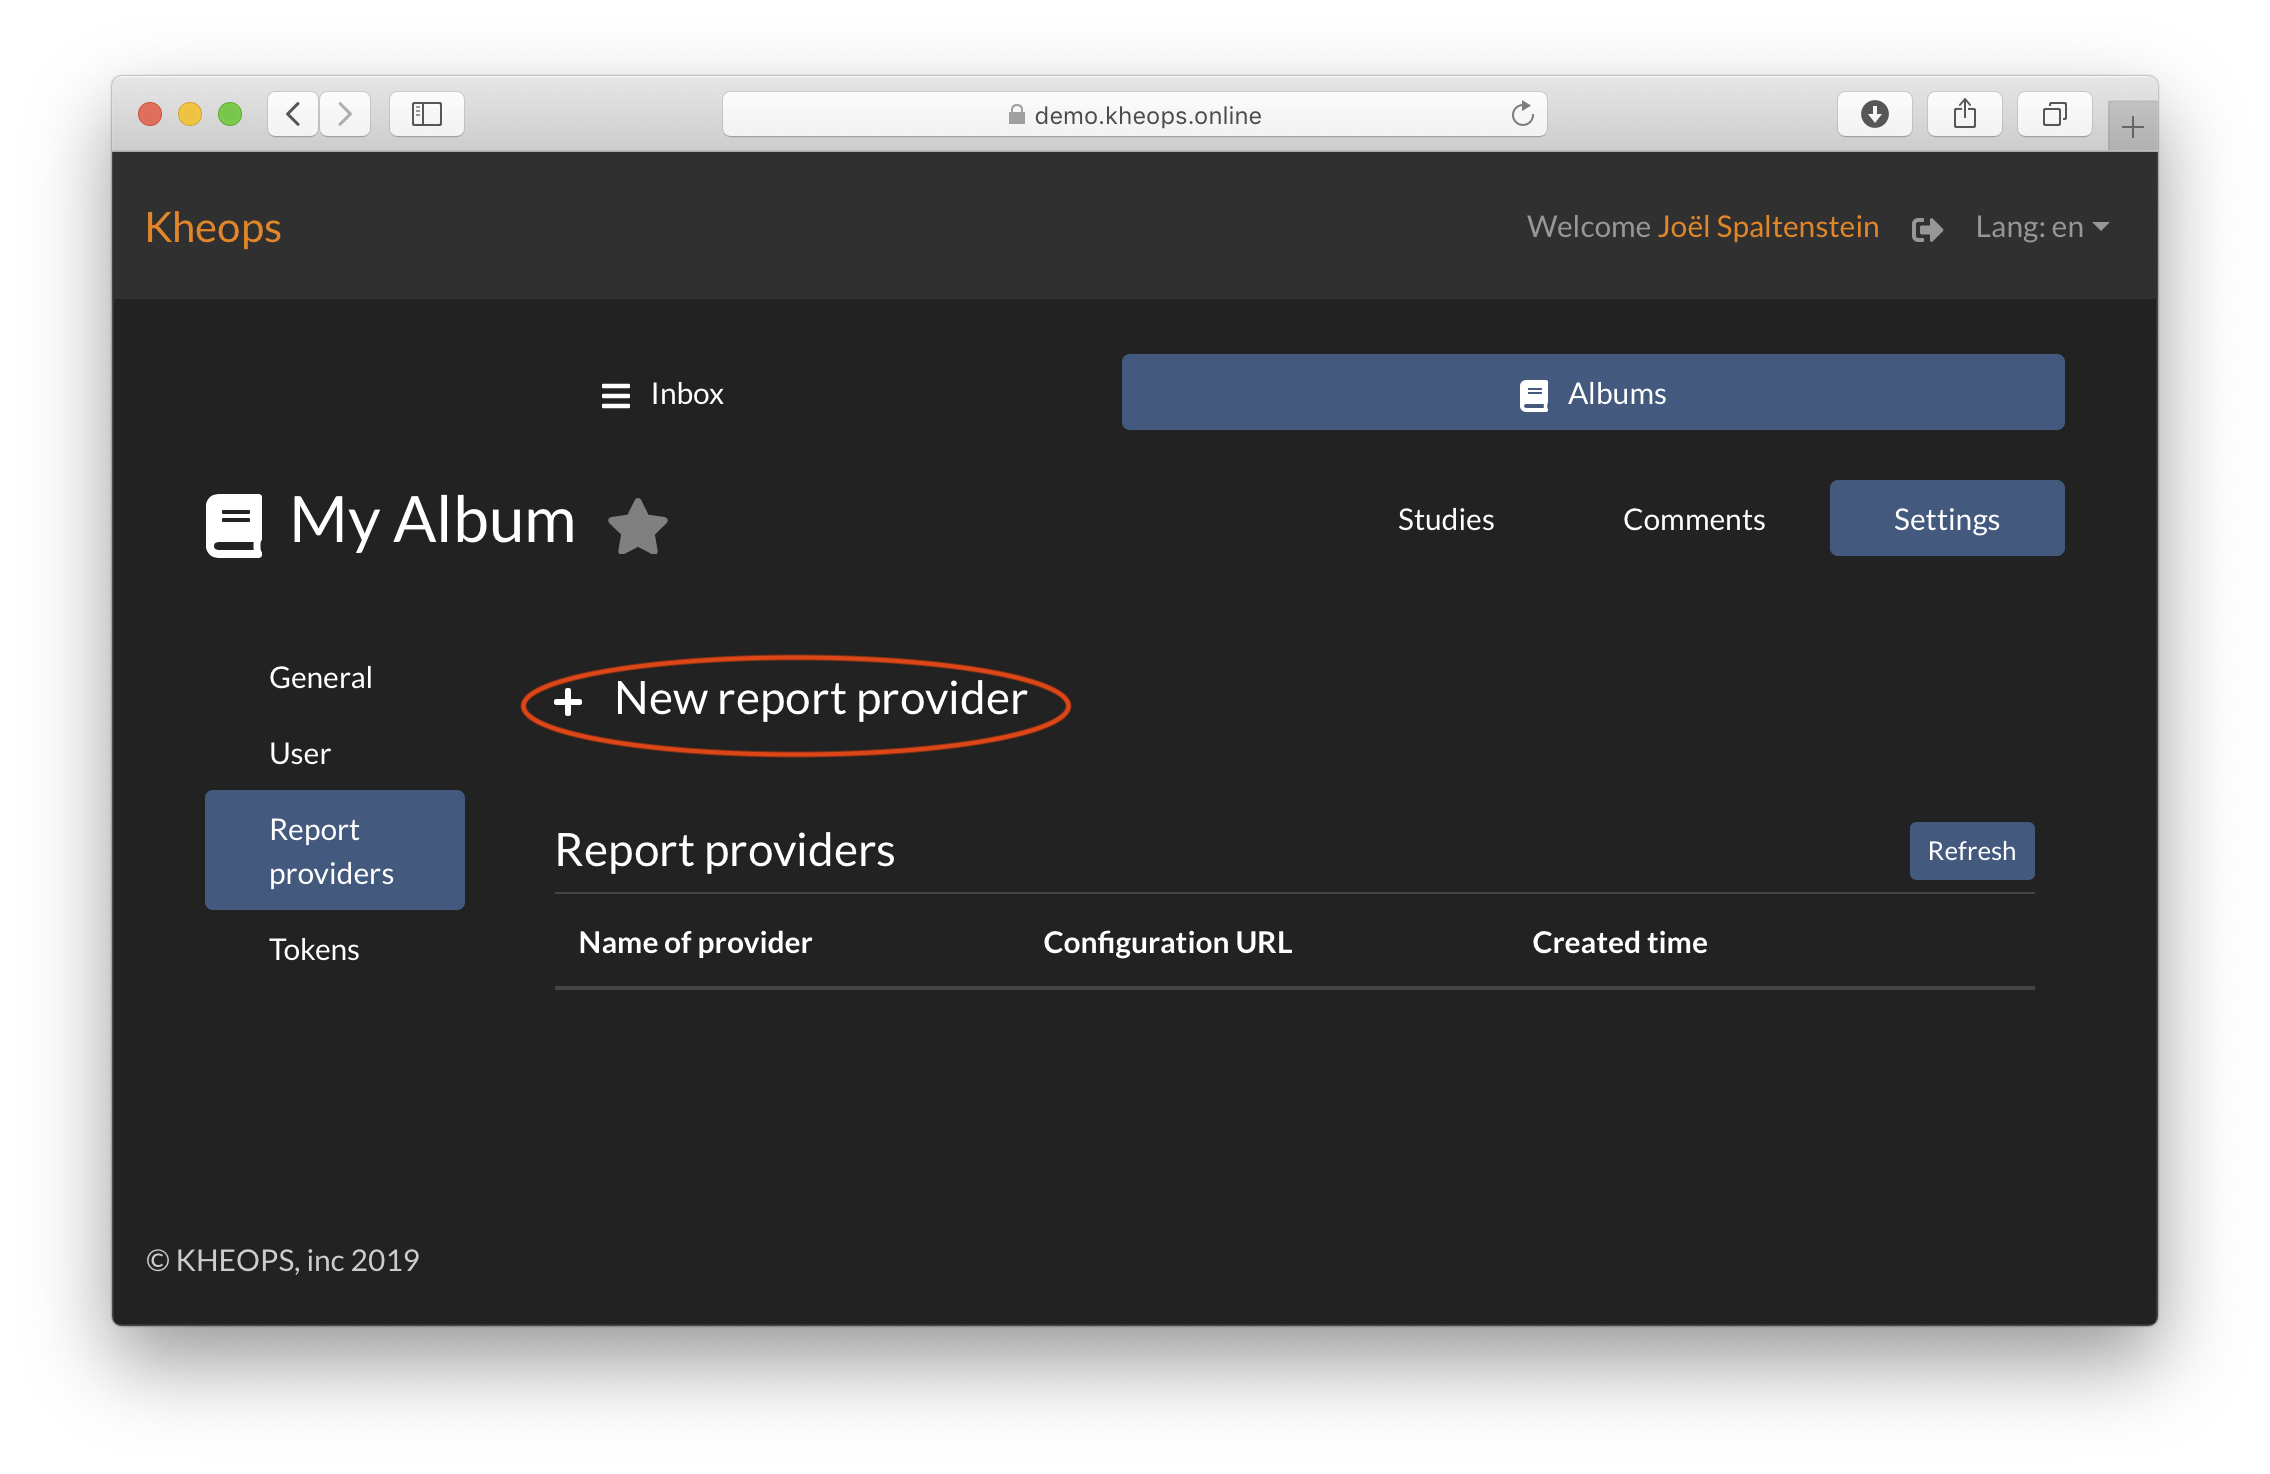 demo.kheops.online
Kheops
Welcome Joël Spaltenstein
Lang: en
Inbox
Albums
My Album
Studies
Comments
Settings
General
User
Report
providers
Tokens
New report provider
Report providers
Refresh
Name of provider
Configuration URL
Created time
© KHEOPS, inc 2019